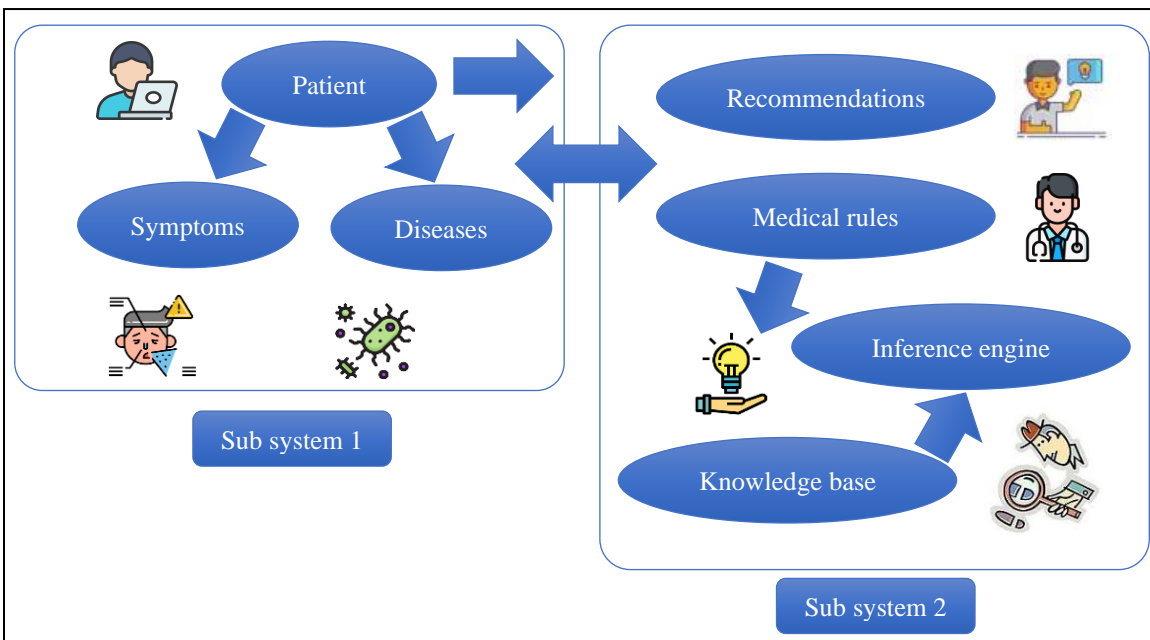 Patient
Symptoms
Diseases
Sub system 1
Recommendations
Medical rules
Inference engine
Knowledge base
Sub system 2